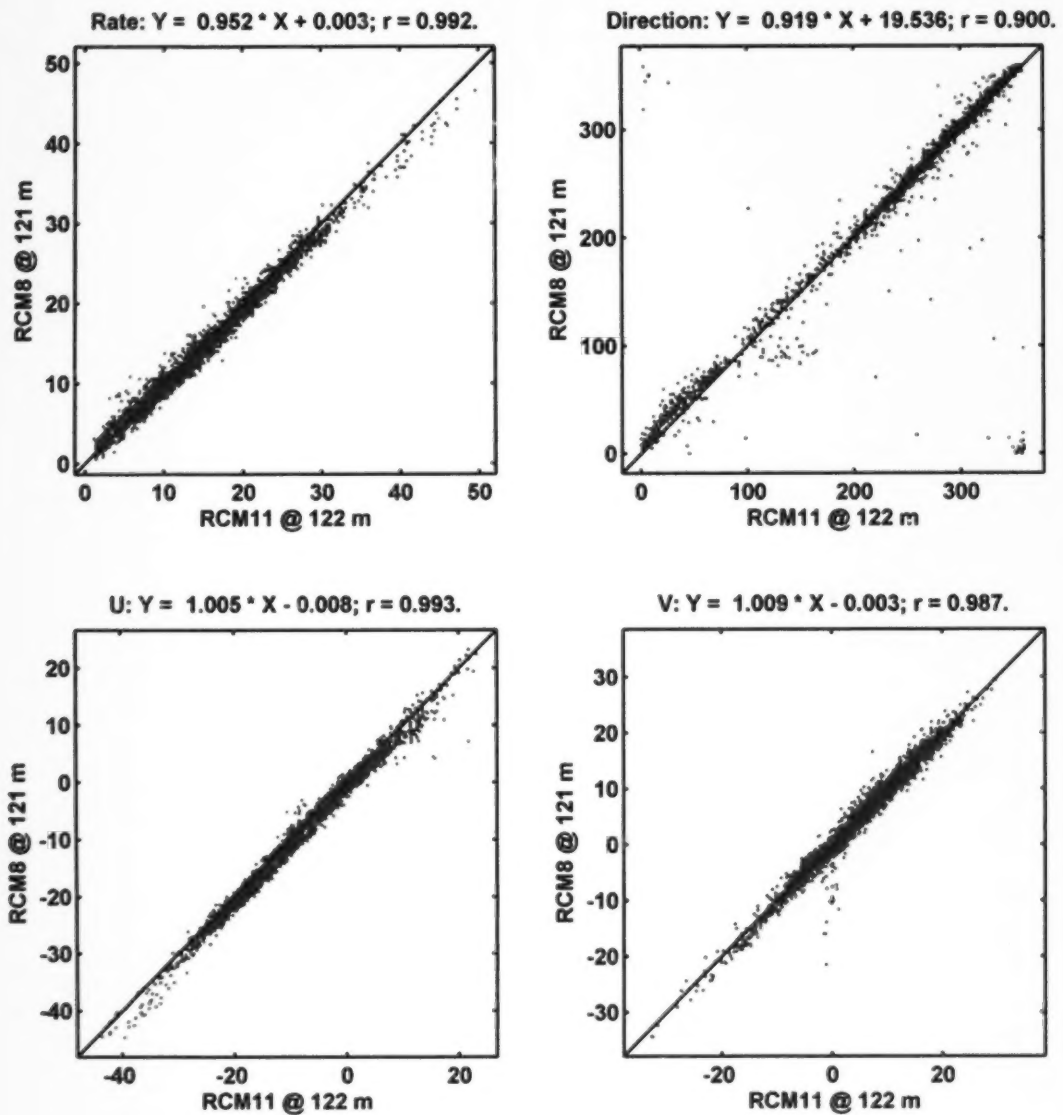 Rate: Y = 0.952 * X + 0.003; r = 0.992.
50
40
30
20
10
0
RCM8 @ 121 m
0 10 20 30 40 50
RCM11 @ 122 m
Direction: Y = 0.919 * X + 19.536; r = 0.900.
300
200
100
0
RCM8 @ 121 m
0 100 200 300
RCM11 @ 122 m
U: Y = 1.005 * X - 0.008; r = 0.993.
20
10
0
-10
-20
-30
-40
RCM8 @ 121 m
-40 -20 0 20
RCM11 @ 122 m
V: Y = 1.009 * X - 0.003; r = 0.987.
30
20
10
0
-10
-20
-30
RCM8 @ 121 m
-20 0 20
RCM11 @ 122 m